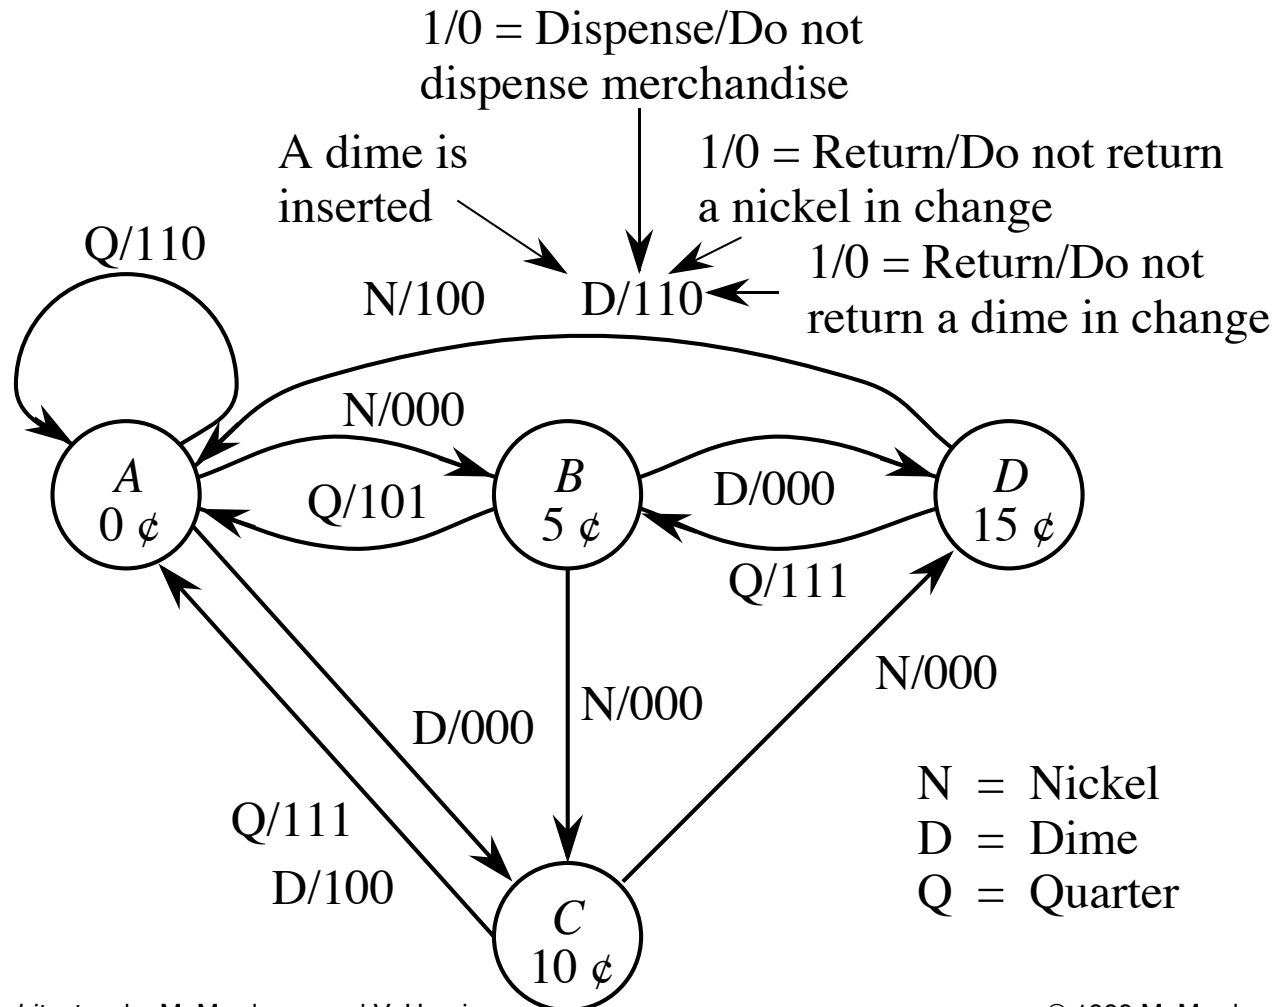 1/0 = Dispense/Do not
dispense merchandise
A dime is
inserted
1/0 = Return/Do not return
a nickel in change
1/0 = Return/Do not
return a dime in change
Q/110
N/100
D/110
N/000
A
0 ¢
Q/101
B
5 ¢
D/000
D
15 ¢
Q/111
N/000
N/000
D/000
Q/111
D/100
C
10 ¢
N = Nickel
D = Dime
Q = Quarter